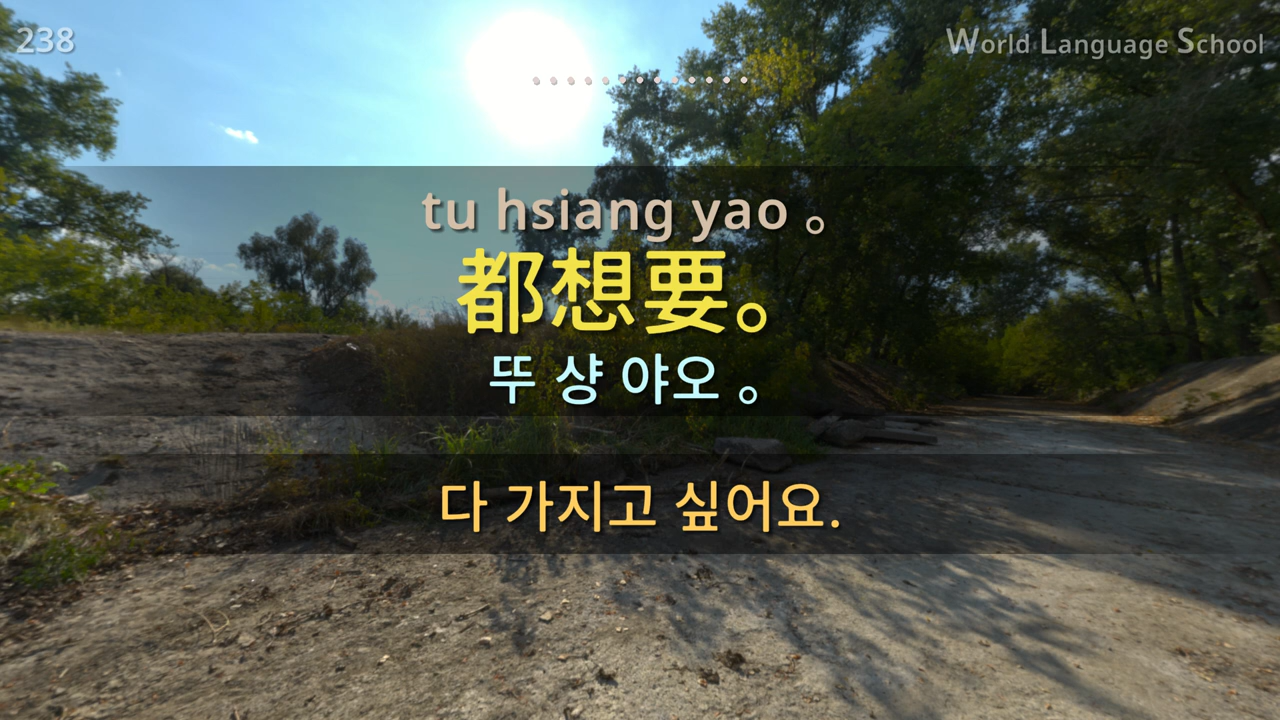 238
World Language School
tu hsiang yao 。
都想要。
뚜 샹 야오 。
다 가지고 싶어요.